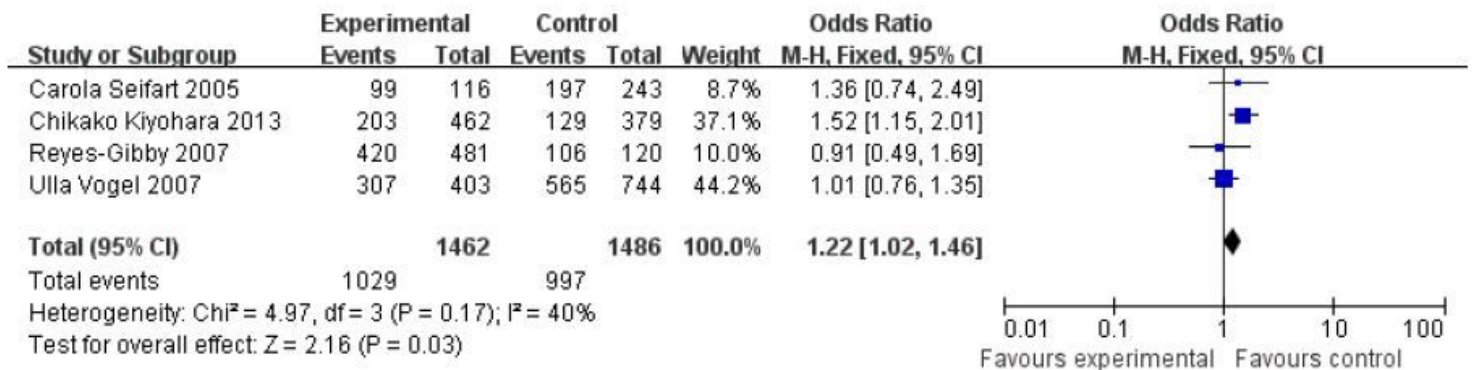 Experimental Control Odds Ratio Odds Ratio
Study or Subgroup Events Total Events Total Weight M-H, Fixed, 95% CI M-H, Fixed, 95% CI
Carola Seifart 2005 99 116 197 243 8.7% 1.36 [0.74, 2.49]
Chikako Kiyohara 2013 203 462 129 379 37.1% 1.52 [1.15, 2.01]
Reyes-Gibby 2007 420 481 106 120 10.0% 0.91 [0.49, 1.69]
Ulla Vogel 2007 307 403 565 744 44.2% 1.01 [0.76, 1.35]
Total (95% CI) 1462 1486 100.0% 1.22 [1.02, 1.46]
Total events 1029 997
Heterogeneity: Chi² = 4.97, df = 3 (P = 0.17); I² = 40%
Test for overall effect: Z = 2.16 (P = 0.03)
0.01 0.1 1 10 100
Favours experimental Favours control